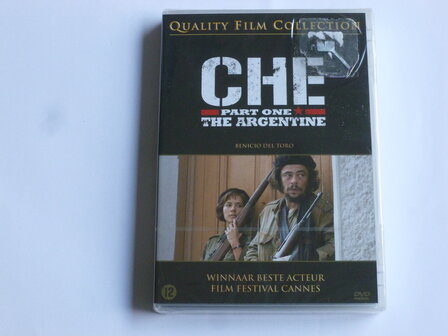 QUALITY FILM COLLECTION
CHE
PART ONE
THE ARGENTINE
BENICIO DEL TORO
WINNAAR BESTE ACTEUR
FILM FESTIVAL CANNES
12
DVD